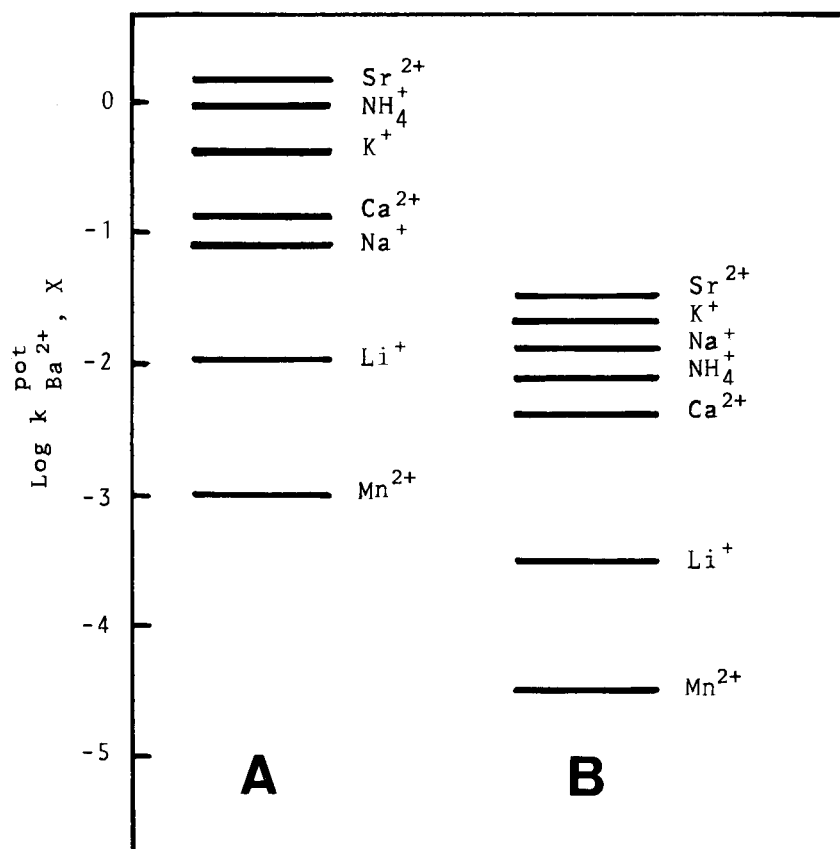 Log k pot Ba²⁺, X
0
-1
-2
-3
-4
-5
Sr²⁺
NH₄⁺
K⁺
Ca²⁺
Na⁺
Li⁺
Mn²⁺
A
Sr²⁺
K⁺
Na⁺
NH₄⁺
Ca²⁺
Li⁺
Mn²⁺
B